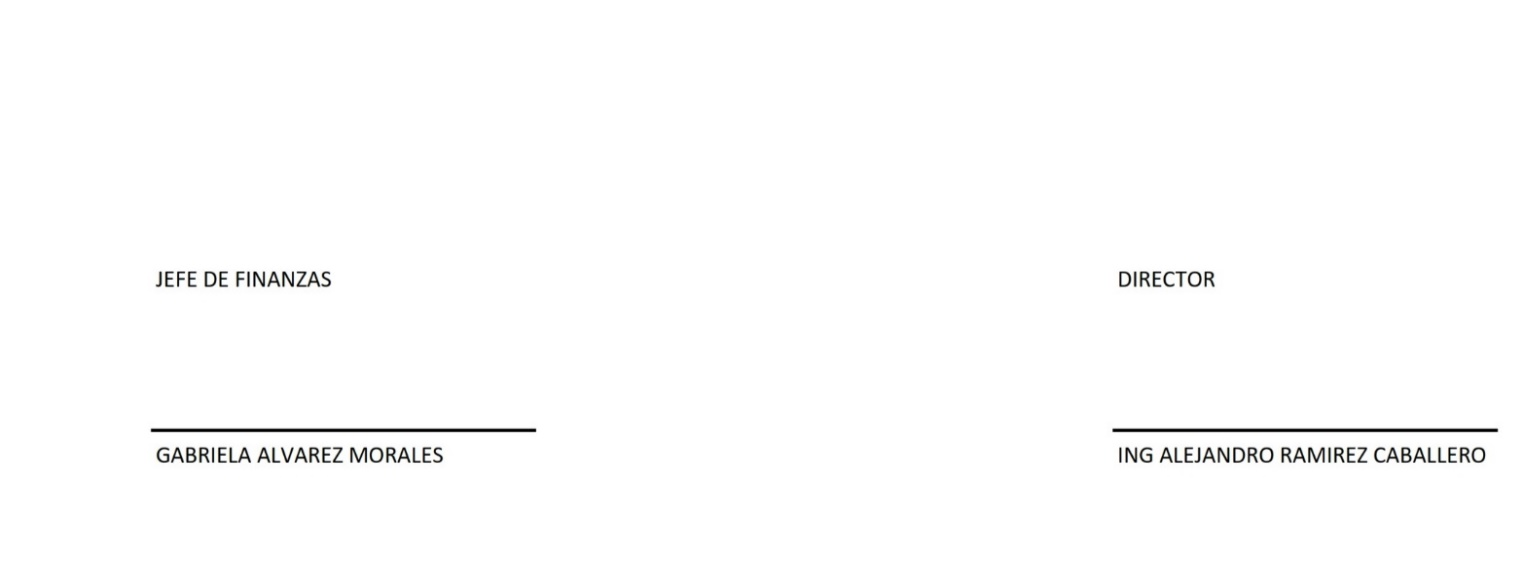 JEFE DE FINANZAS
DIRECTOR
GABRIELA ALVAREZ MORALES
ING ALEJANDRO RAMIREZ CABALLERO